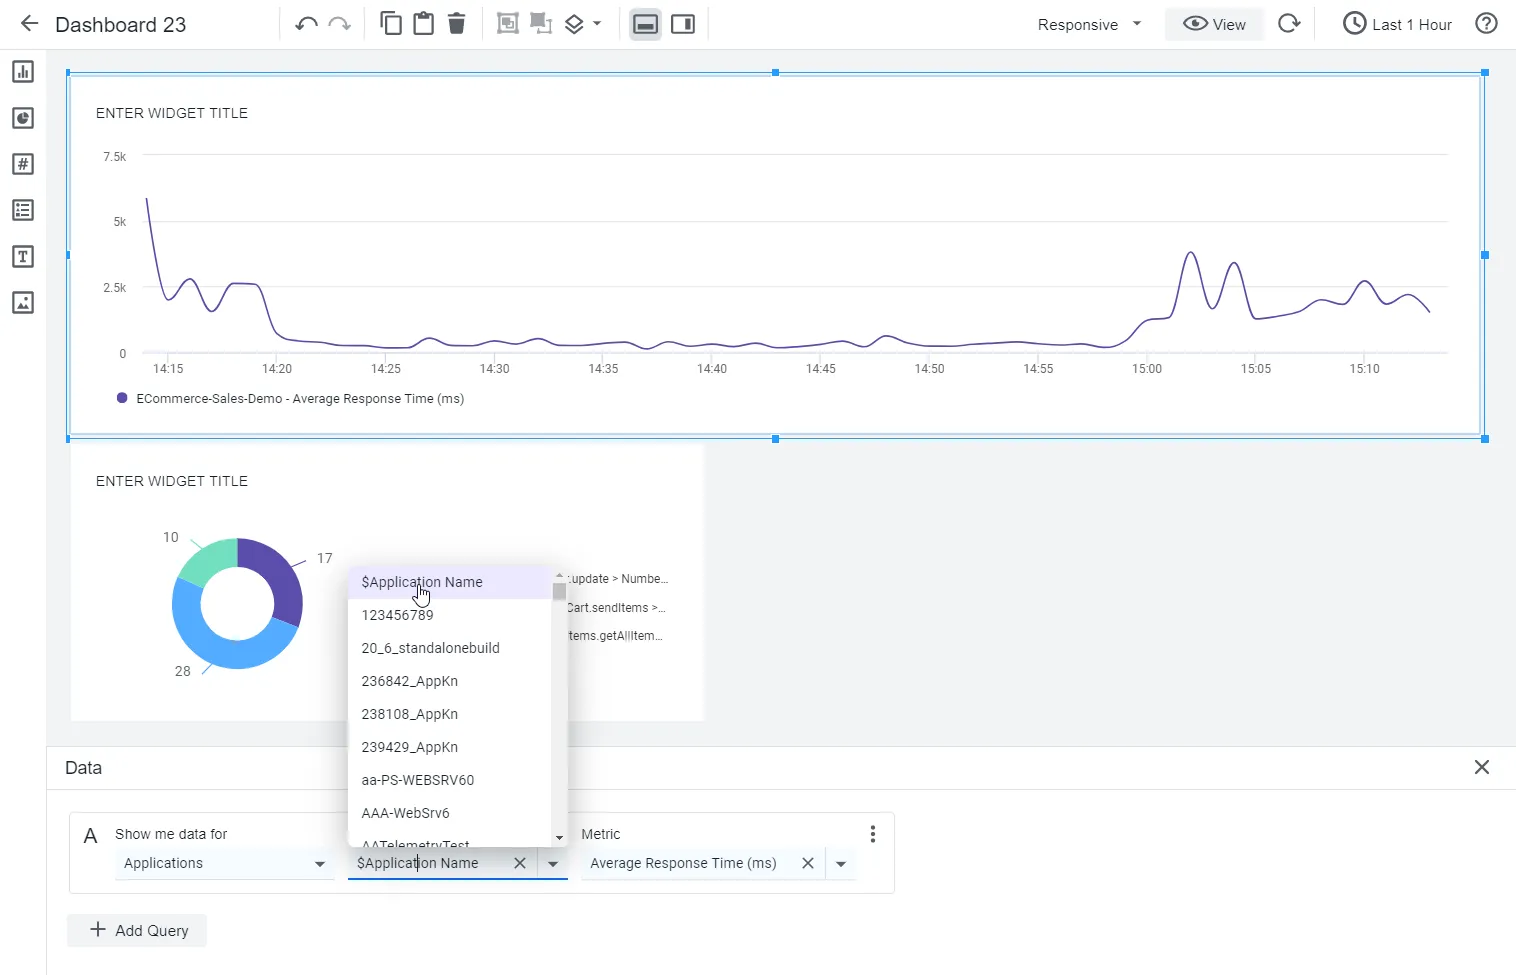 Dashboard 23
Responsive
View
Last 1 Hour
ENTER WIDGET TITLE
7.5k
5k
2.5k
0
14:15 14:20 14:25 14:30 14:35 14:40 14:45 14:50 14:55 15:00 15:05 15:10
ECommerce-Sales-Demo - Average Response Time (ms)
ENTER WIDGET TITLE
10
17
28
.update > Numbe...
Cart.sendItems >...
tems.getAllItem...
$Application Name
123456789
20_6_standalonebuild
236842_AppKn
238108_AppKn
239429_AppKn
aa-PS-WEBSRV60
AAA-WebSrv6
AATelemetryTest
Data
A
Show me data for
Metric
Applications
$Application Name
Average Response Time (ms)
Add Query